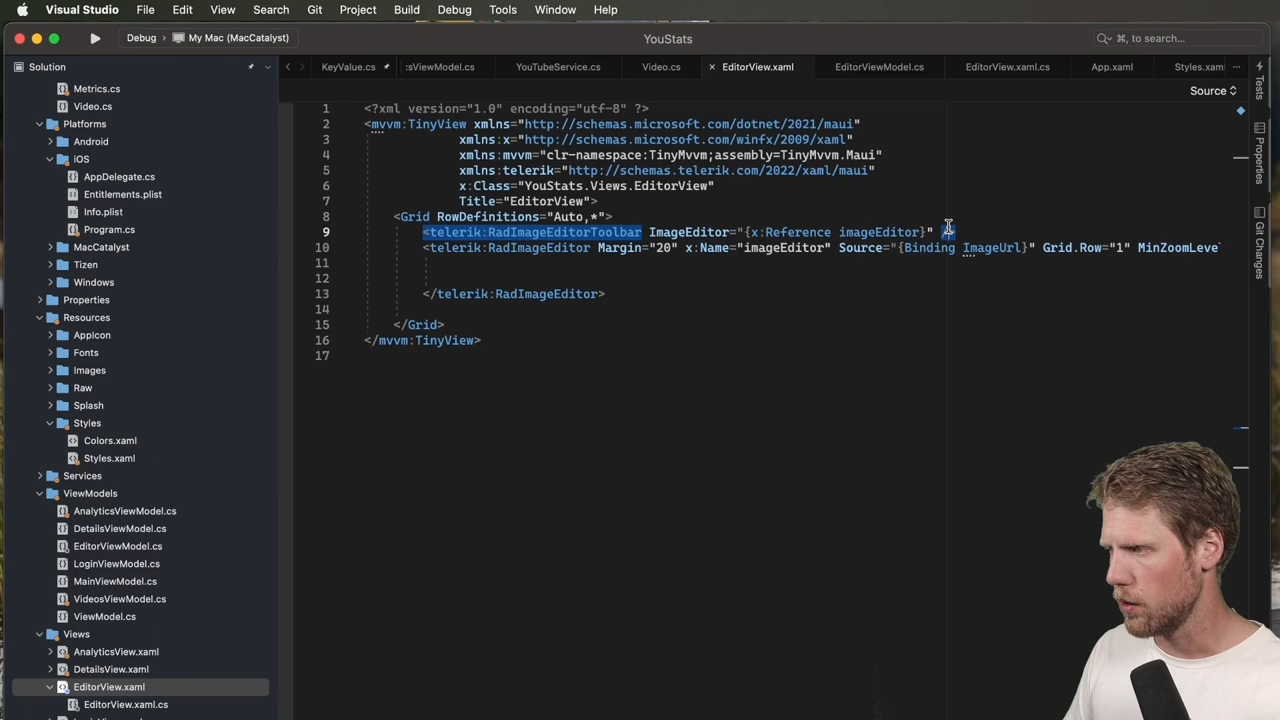 Visual Studio File Edit View Search Git Project Build Debug Tools Window Help
Debug My Mac (MacCatalyst) YouStats ⌘, to search...
Solution KeyValue.cs :sViewModel.cs YouTubeService.cs Video.cs EditorView.xaml EditorViewModel.cs EditorView.xaml.cs App.xaml Styles.xaml
Source
Metrics.cs
Video.cs
Platforms
Android
iOS
AppDelegate.cs
Entitlements.plist
Info.plist
Program.cs
MacCatalyst
Tizen
Windows
Properties
Resources
AppIcon
Fonts
Images
Raw
Splash
Styles
Colors.xaml
Styles.xaml
Services
ViewModels
AnalyticsViewModel.cs
DetailsViewModel.cs
EditorViewModel.cs
LoginViewModel.cs
MainViewModel.cs
VideosViewModel.cs
ViewModel.cs
Views
AnalyticsView.xaml
DetailsView.xaml
EditorView.xaml
EditorView.xaml.cs
1 <?xml version="1.0" encoding="utf-8" ?>
2 <mvvm:TinyView xmlns="http://schemas.microsoft.com/dotnet/2021/maui"
3 xmlns:x="http://schemas.microsoft.com/winfx/2009/xaml"
4 xmlns:mvvm="clr-namespace:TinyMvvm;assembly=TinyMvvm.Maui"
5 xmlns:telerik="http://schemas.telerik.com/2022/xaml/maui"
6 x:Class="YouStats.Views.EditorView"
7 Title="EditorView">
8 <Grid RowDefinitions="Auto,*">
9 <telerik:RadImageEditorToolbar ImageEditor="{x:Reference imageEditor}" />
10 <telerik:RadImageEditor Margin="20" x:Name="imageEditor" Source="{Binding ImageUrl}" Grid.Row="1" MinZoomLeve
11
12
13 </telerik:RadImageEditor>
14
15 </Grid>
16 </mvvm:TinyView>
17
Tests
Properties
Git Changes